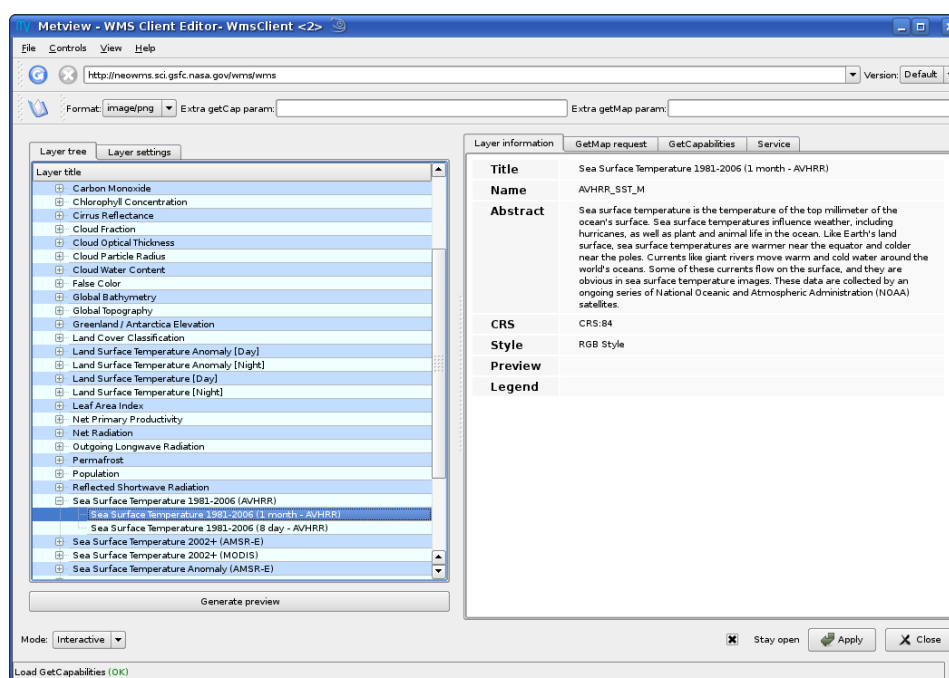 Metview - WMS Client Editor- WmsClient <2>
File Controls View Help
http://neowms.sci.gsfc.nasa.gov/wms/wms
Version: Default
Format: image/png
Extra getCap param:
Extra getMap param:
Layer tree
Layer settings
Layer title
Carbon Monoxide
Chlorophyll Concentration
Cirrus Reflectance
Cloud Fraction
Cloud Optical Thickness
Cloud Particle Radius
Cloud Water Content
False Color
Global Bathymetry
Global Topography
Greenland / Antarctica Elevation
Land Cover Classification
Land Surface Temperature Anomaly [Day]
Land Surface Temperature Anomaly [Night]
Land Surface Temperature [Day]
Land Surface Temperature [Night]
Leaf Area Index
Net Primary Productivity
Net Radiation
Outgoing Longwave Radiation
Permafrost
Population
Reflected Shortwave Radiation
Sea Surface Temperature 1981-2006 (AVHRR)
Sea Surface Temperature 1981-2006 (1 month - AVHRR)
Sea Surface Temperature 1981-2006 (8 day - AVHRR)
Sea Surface Temperature 2002+ (AMSR-E)
Sea Surface Temperature 2002+ (MODIS)
Sea Surface Temperature Anomaly (AMSR-E)
Generate preview
Layer information
GetMap request
GetCapabilities
Service
Title Sea Surface Temperature 1981-2006 (1 month - AVHRR)
Name AVHRR_SST_M
Abstract Sea surface temperature is the temperature of the top millimeter of the
ocean's surface. Sea surface temperatures influence weather, including
hurricanes, as well as plant and animal life in the ocean. Like Earth's land
surface, sea surface temperatures are warmer near the equator and colder
near the poles. Currents like giant rivers move warm and cold water around the
world's oceans. Some of these currents flow on the surface, and they are
obvious in sea surface temperature images. These data are collected by an
ongoing series of National Oceanic and Atmospheric Administration (NOAA)
satellites.
CRS CRS:84
Style RGB Style
Preview
Legend
Mode: Interactive
Stay open
Apply
Close
Load GetCapabilities (OK)